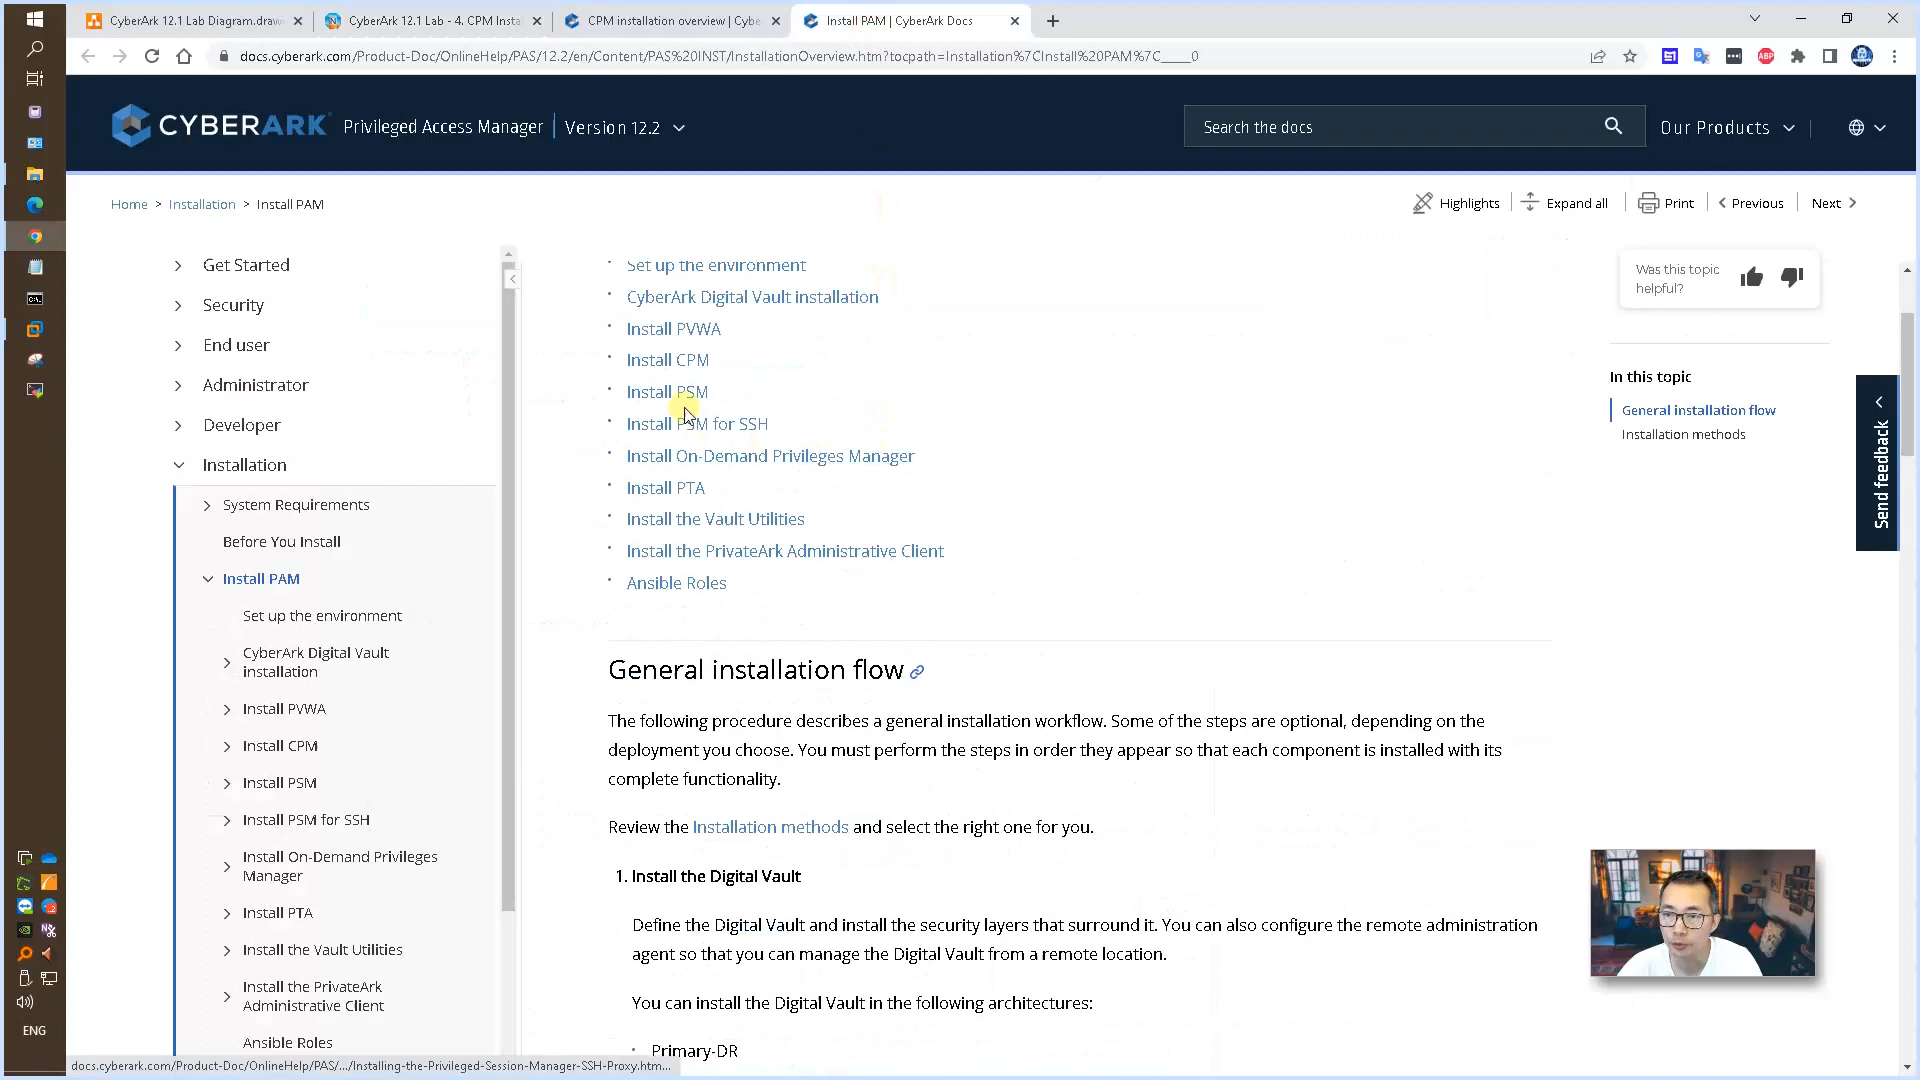 CyberArk 12.1 Lab Diagram.draw
CyberArk 12.1 Lab - 4. CPM Insta
CPM installation overview | Cybe
Install PAM | CyberArk Docs
docs.cyberark.com/Product-Doc/OnlineHelp/PAS/12.2/en/Content/PAS%20INST/InstallationOverview.htm?tocpath=Installation%7CInstall%20PAM%7C_____0
ABP
CYBERARK Privileged Access Manager Version 12.2
Search the docs
Our Products
Home > Installation > Install PAM
Highlights
Expand all
Print
Previous
Next
Get Started
Security
End user
Administrator
Developer
Installation
System Requirements
Before You Install
Install PAM
Set up the environment
CyberArk Digital Vault
installation
Install PVWA
Install CPM
Install PSM
Install PSM for SSH
Install On-Demand Privileges
Manager
Install PTA
Install the Vault Utilities
Install the PrivateArk
Administrative Client
Ansible Roles
Set up the environment
CyberArk Digital Vault installation
Install PVWA
Install CPM
Install PSM
Install PSM for SSH
Install On-Demand Privileges Manager
Install PTA
Install the Vault Utilities
Install the PrivateArk Administrative Client
Ansible Roles
General installation flow
The following procedure describes a general installation workflow. Some of the steps are optional, depending on the
deployment you choose. You must perform the steps in order they appear so that each component is installed with its
complete functionality.
Review the Installation methods and select the right one for you.
1. Install the Digital Vault
Define the Digital Vault and install the security layers that surround it. You can also configure the remote administration
agent so that you can manage the Digital Vault from a remote location.
You can install the Digital Vault in the following architectures:
Primary-DR
Was this topic
helpful?
In this topic
General installation flow
Installation methods
Send feedback
ENG
docs.cyberark.com/Product-Doc/OnlineHelp/PAS/.../Installing-the-Privileged-Session-Manager-SSH-Proxy.htm...